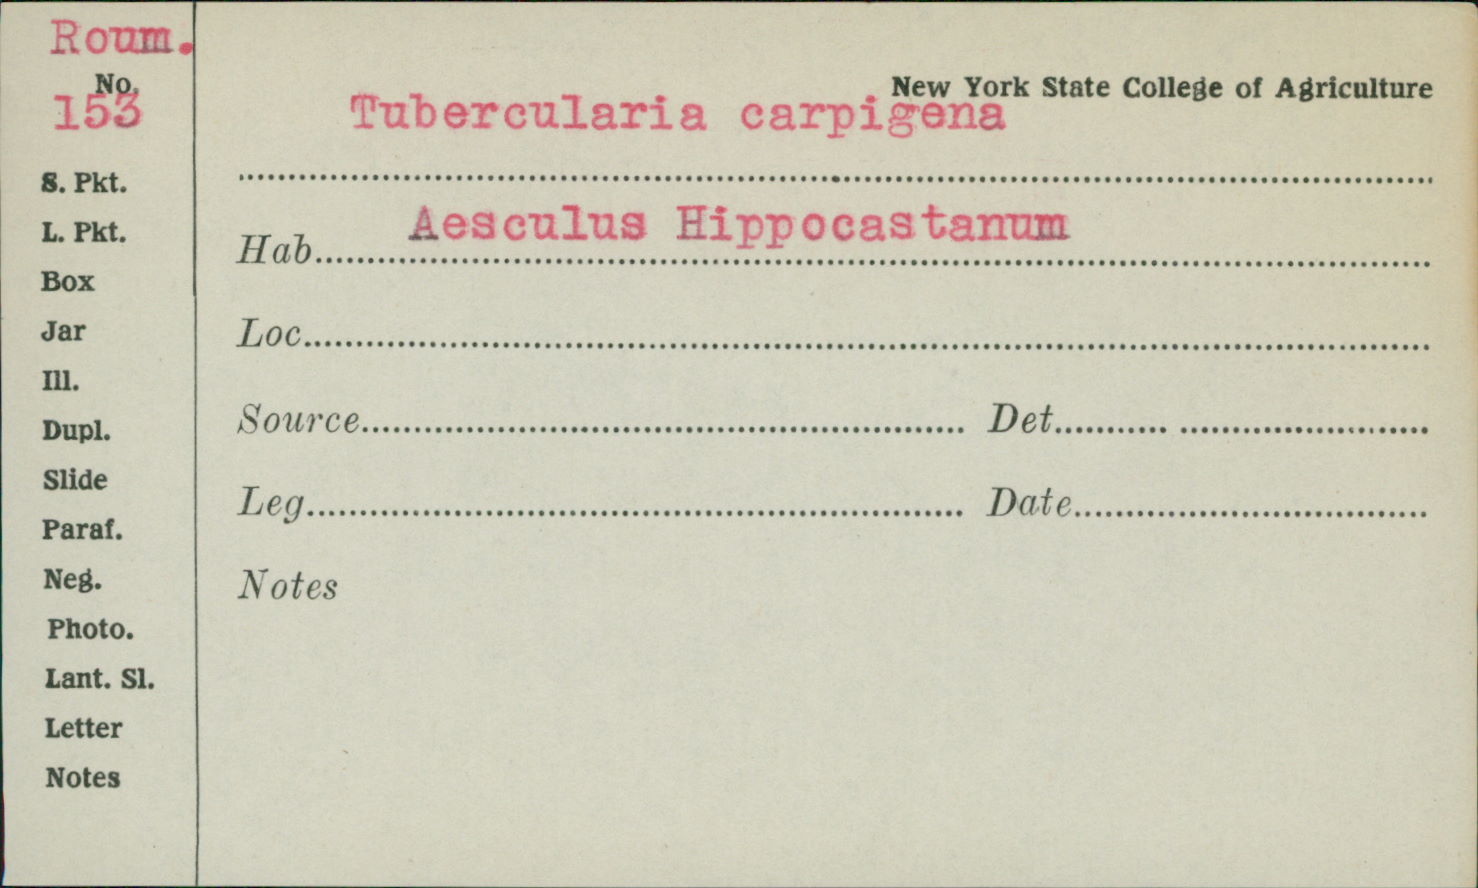 Roum.
No.
153
New York State College of Agriculture
Tubercularia carpigena
S. Pkt.
L. Pkt.
Box
Jar
Ill.
Dupl.
Slide
Paraf.
Neg.
Photo.
Lant. Sl.
Letter
Notes
Hab. Aesculus Hippocastanum
Loc.
Source Det.
Leg. Date
Notes